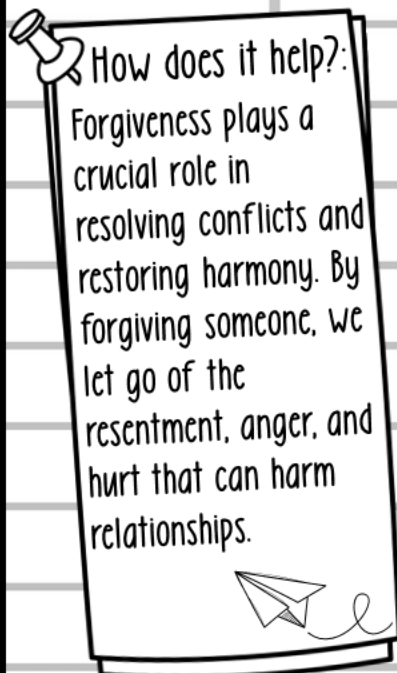 How does it help?:
Forgiveness plays a
crucial role in
resolving conflicts and
restoring harmony. By
forgiving someone, we
let go of the
resentment, anger, and
hurt that can harm
relationships.